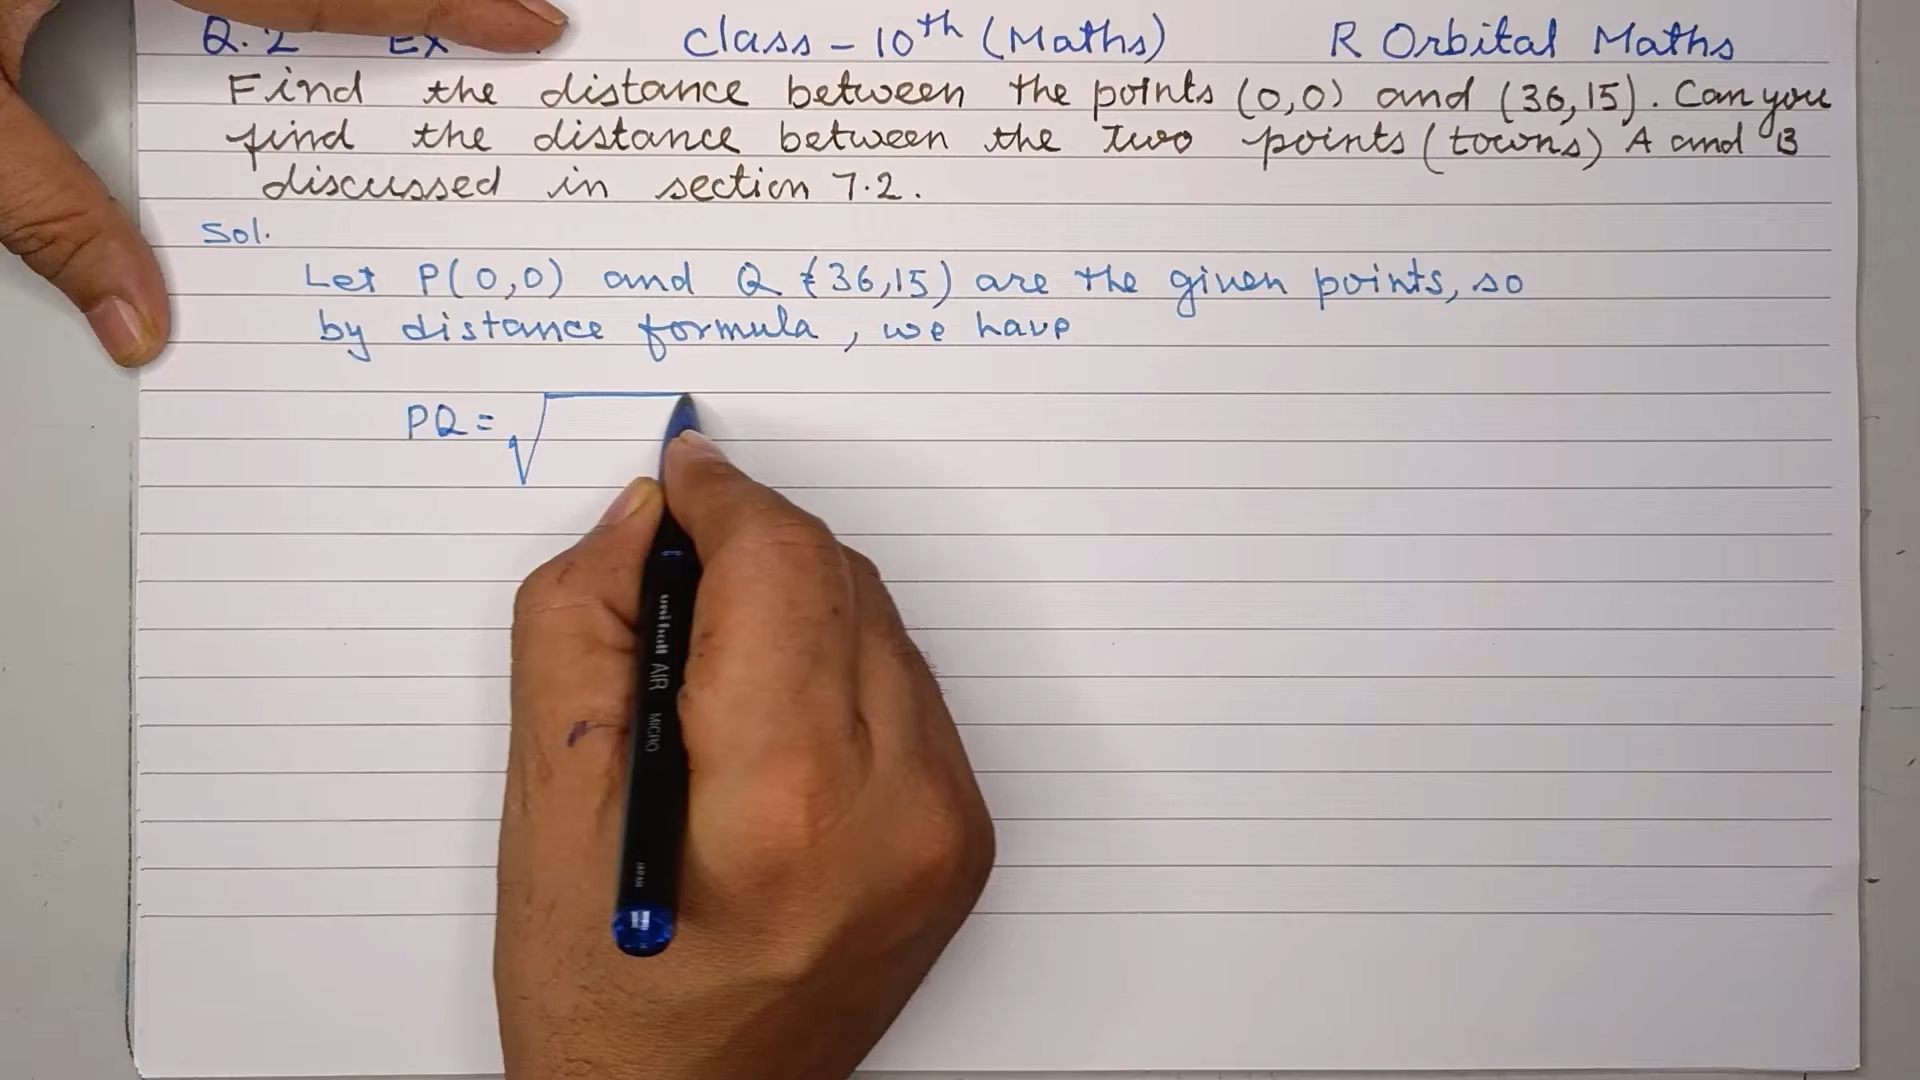 Q.2 Ex Class - 10th (Maths) R Orbital Maths
Find the distance between the points (0,0) and (36,15). Can you
find the distance between the two points (towns) A and B
discussed in section 7.2.
Sol.
Let P(0,0) and Q (36,15) are the given points, so
by distance formula, we have
PQ = √
uni-ball AIR MICRO
JAPAN